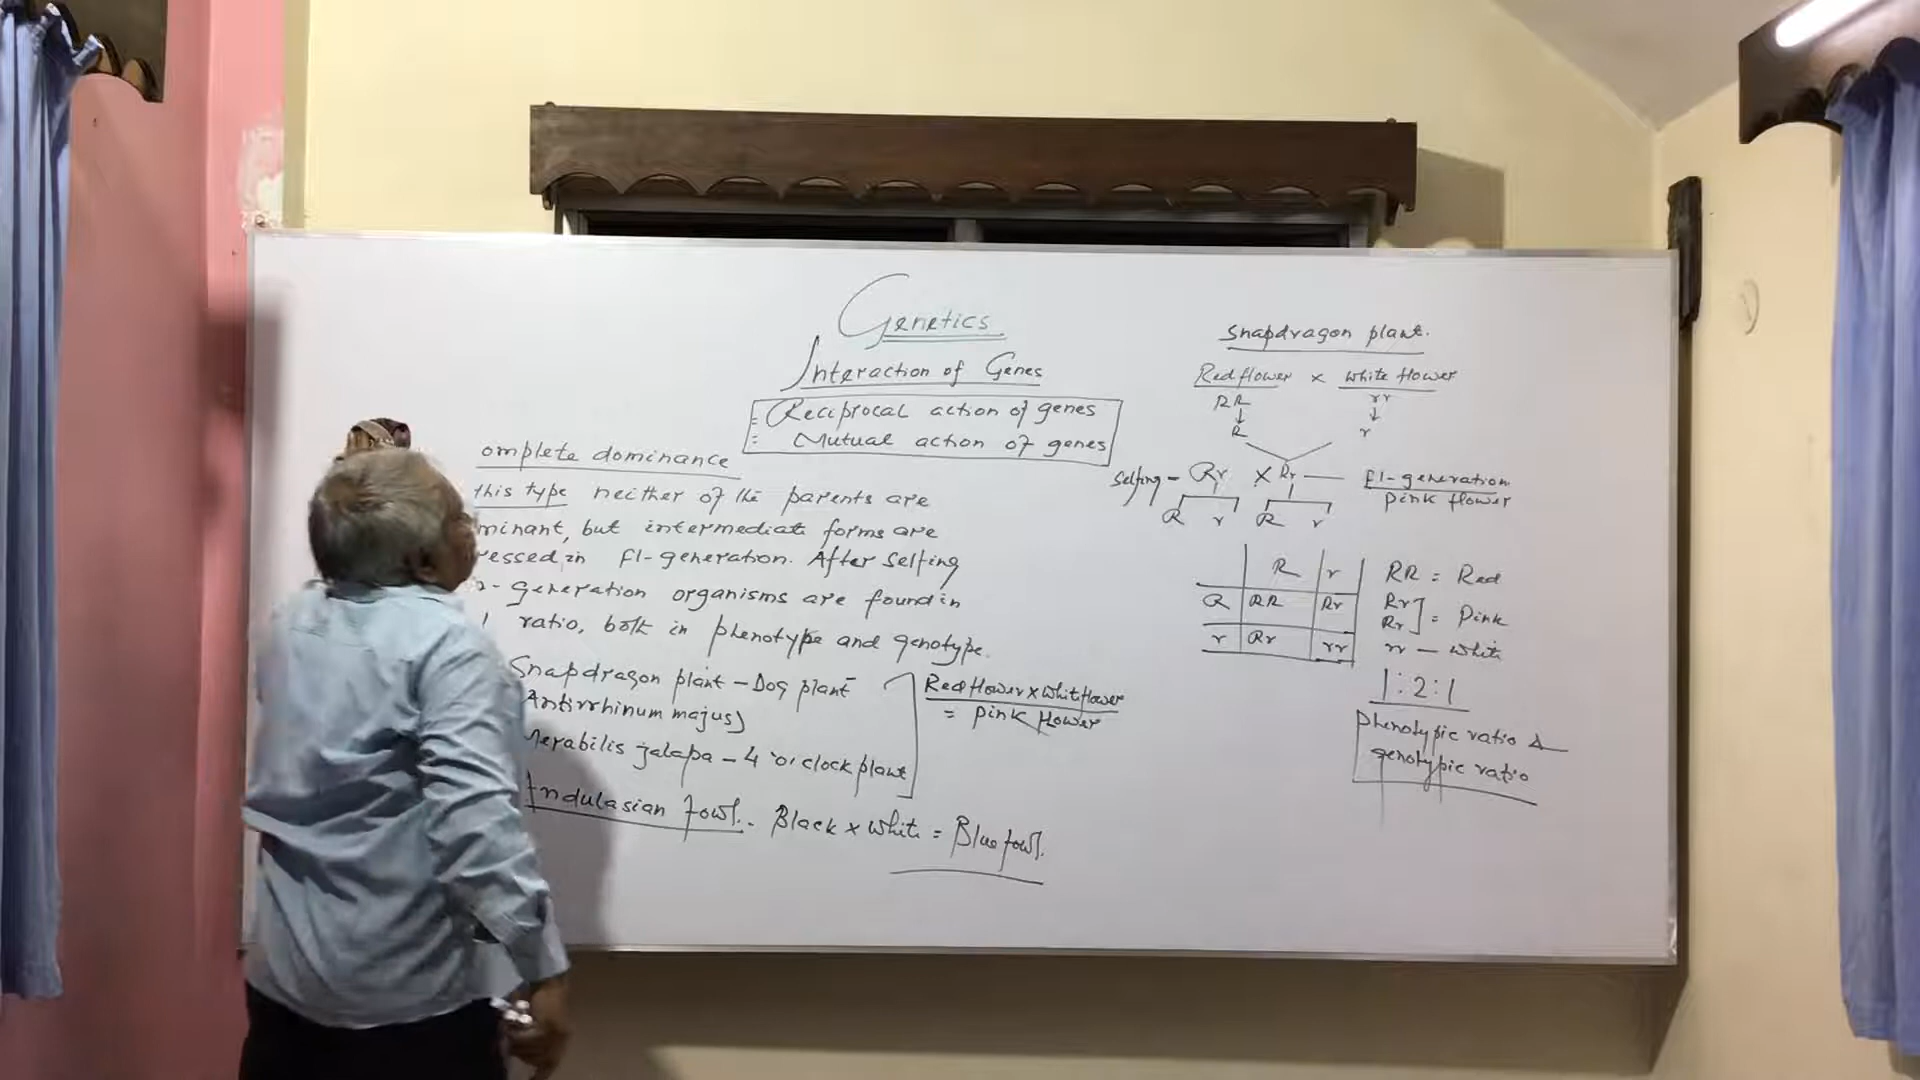 Genetics
Interaction of Genes
= Reciprocal action of genes
= Mutual action of genes
omplete dominance
this type neither of the parents are
minant, but intermediate forms are
ressed in F1-generation. After selfing
- generation organisms are found in
1 ratio, both in phenotype and genotype.
Snapdragon plant - Dog plant
Antirrhinum majus)
Merabilis jalapa - 4 'o' clock plant
Red flower x White flower
= Pink flower
Andulasian fowl. - Black x White = Blue fowl.
Snapdragon plant.
Red flower x White flower
RR rr
R r
Selfing - Rr X Rr - F1-generation
Pink flower
R r R r
R r
R RR Rr
r Rr rr
RR = Red
Rr
Rr ] = Pink
rr - White
1:2:1
Phenotypic ratio &
genotypic ratio